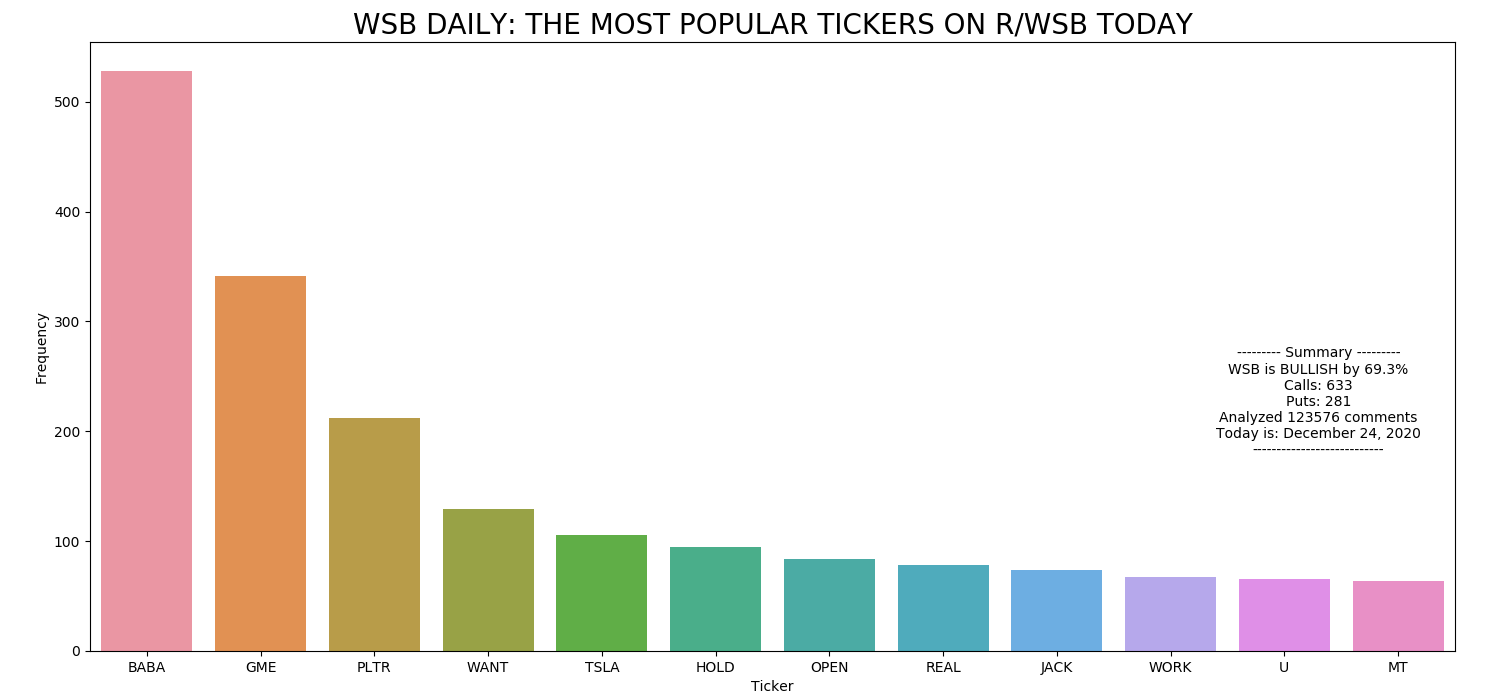 WSB DAILY: THE MOST POPULAR TICKERS ON R/WSB TODAY
500
400
300
200
100
0
Frequency
--------- Summary ---------
WSB is BULLISH by 69.3%
Calls: 633
Puts: 281
Analyzed 123576 comments
Today is: December 24, 2020
---------------------------
BABA GME PLTR WANT TSLA HOLD OPEN REAL JACK WORK U MT
Ticker